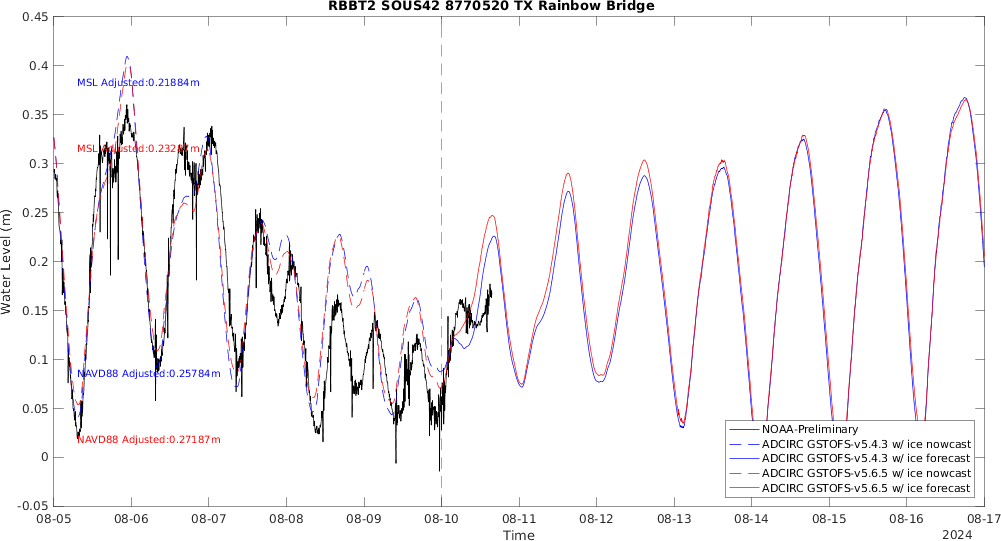 RBBT2 SOUS42 8770520 TX Rainbow Bridge
0.45
0.4
0.35
0.3
0.25
0.2
0.15
0.1
0.05
0
-0.05
Water Level (m)
MSL Adjusted:0.21884m
MSL Adjusted:
NAVD88 Adjusted:0.25784m
NAVD88 Adjusted:0.27187m
NOAA-Preliminary
ADCIRC GSTOFS-v5.4.3 w/ ice nowcast
ADCIRC GSTOFS-v5.4.3 w/ ice forecast
ADCIRC GSTOFS-v5.6.5 w/ ice nowcast
ADCIRC GSTOFS-v5.6.5 w/ ice forecast
08-05 08-06 08-07 08-08 08-09 08-10 08-11 08-12 08-13 08-14 08-15 08-16 08-17
Time
2024